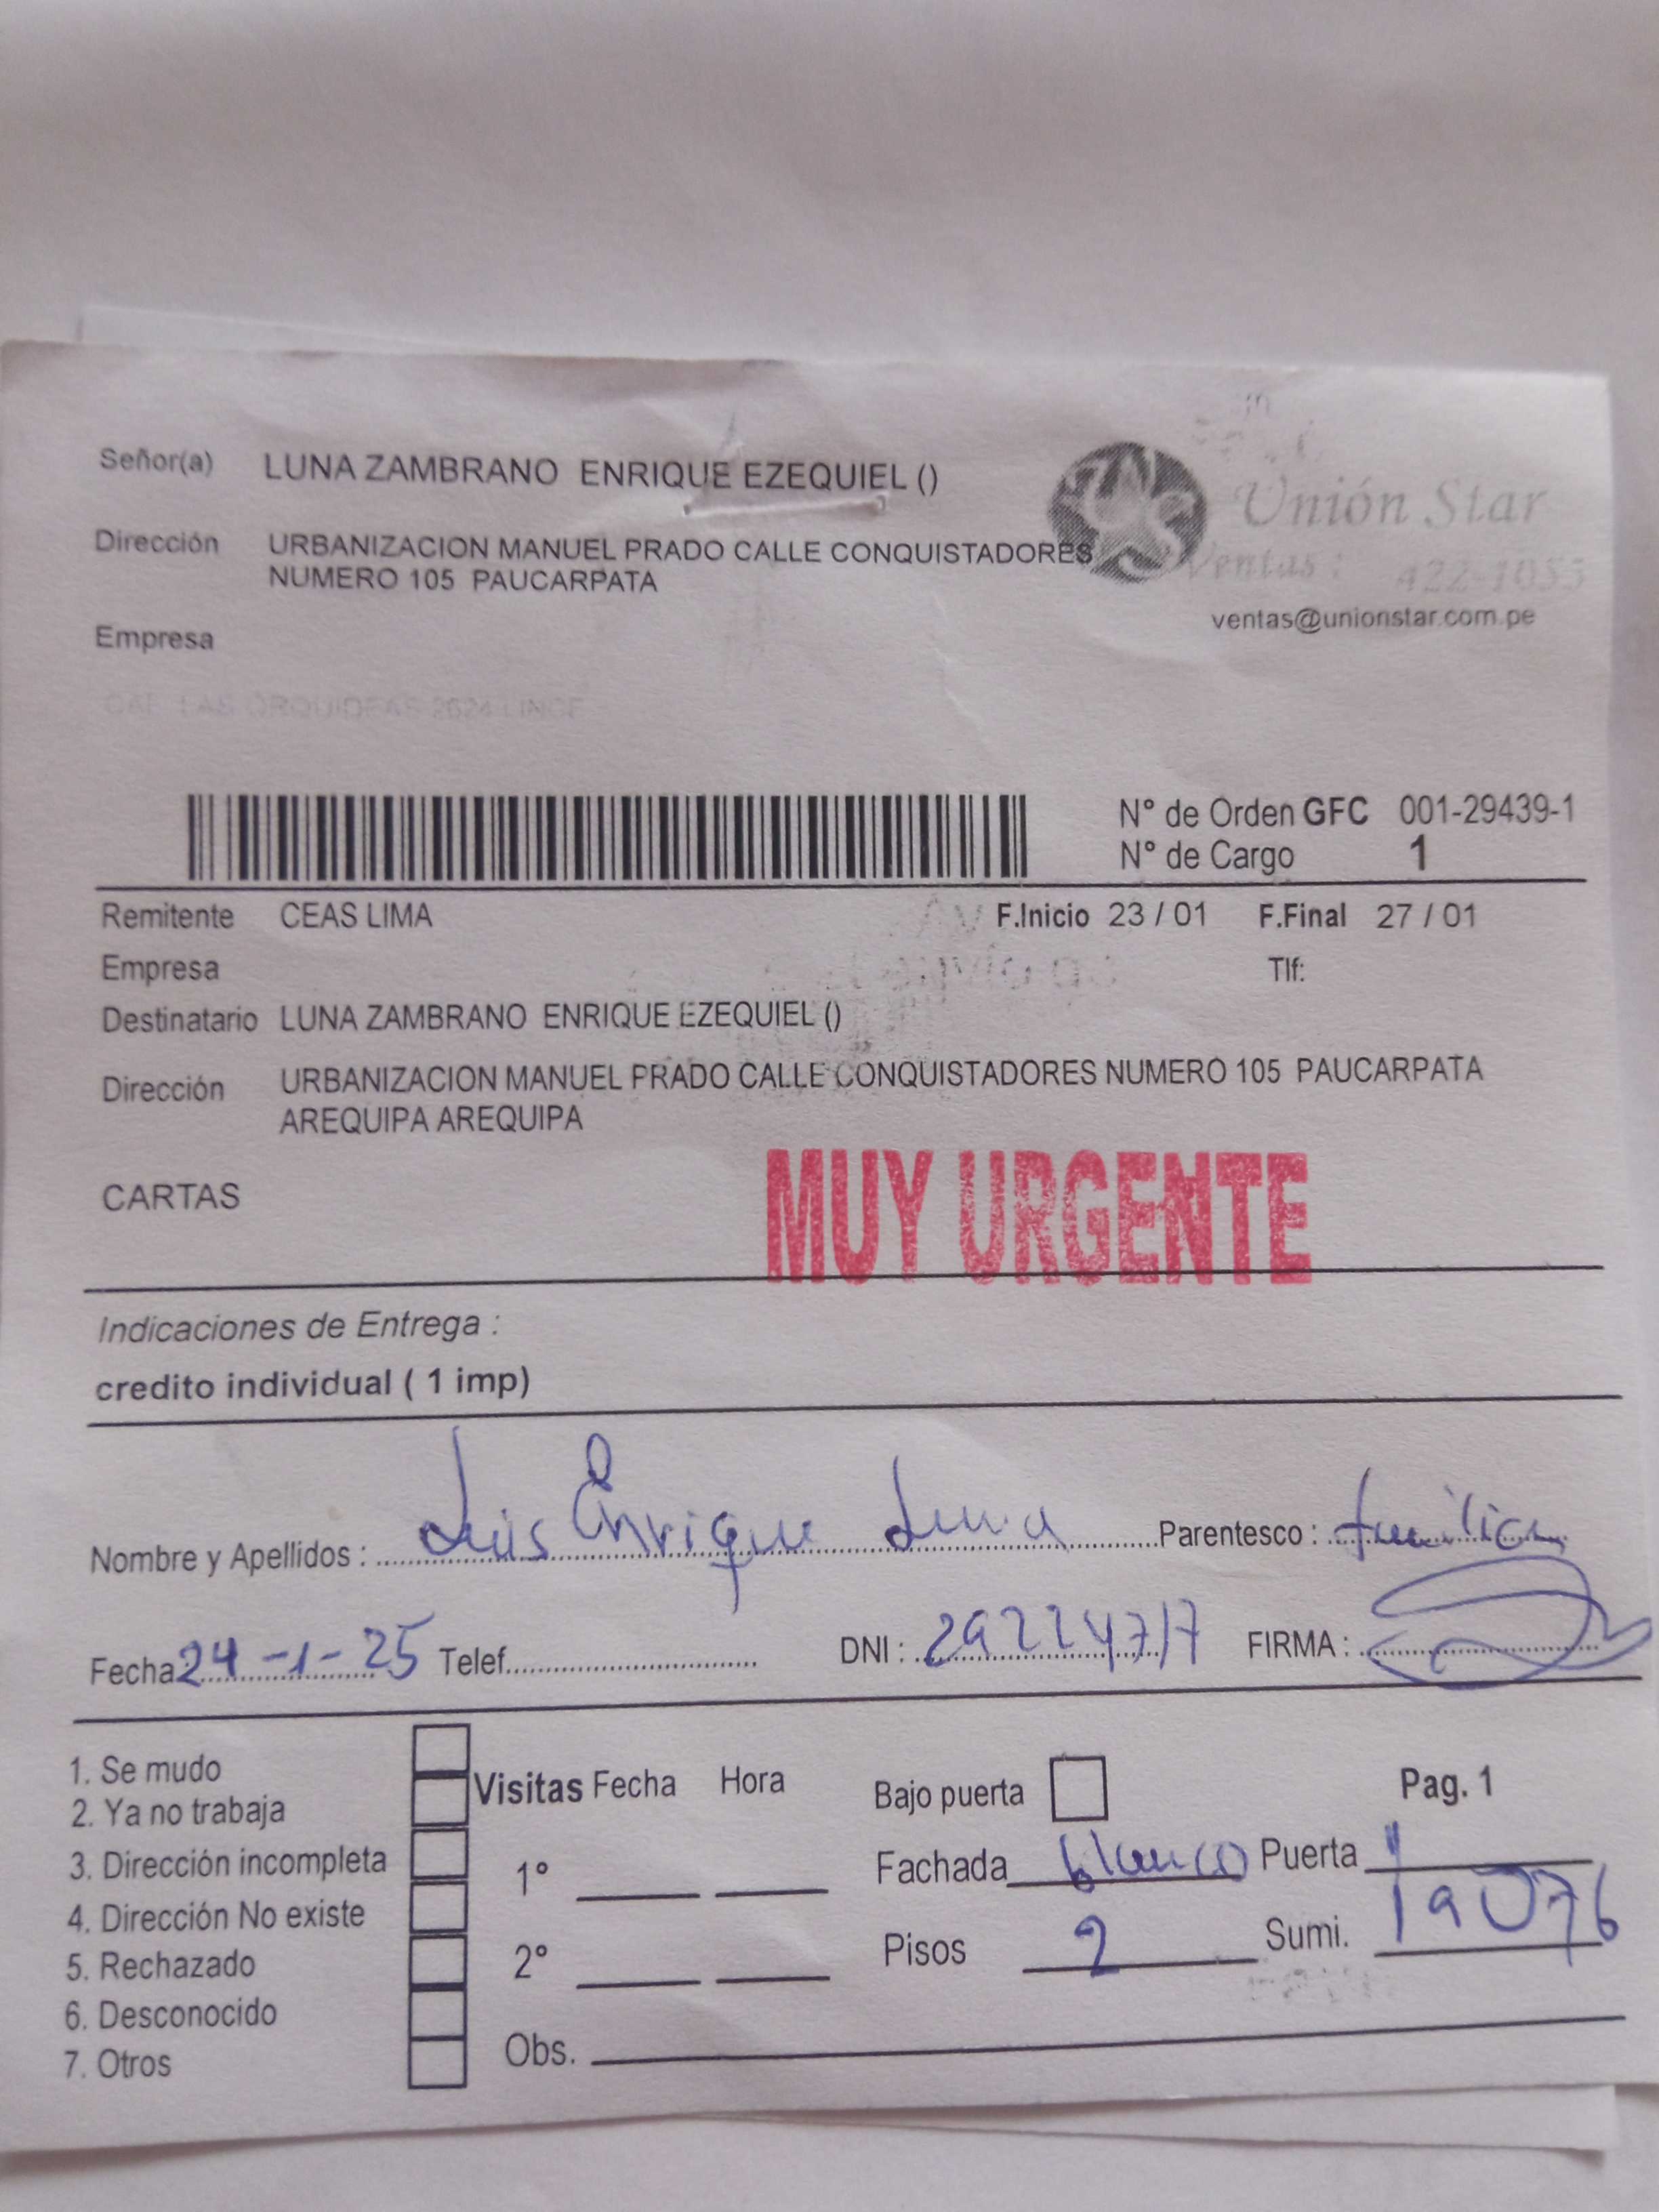 Señor(a) LUNA ZAMBRANO ENRIQUE EZEQUIEL ()
Unión Star
Dirección URBANIZACION MANUEL PRADO CALLE CONQUISTADORES
NUMERO 105 PAUCARPATA
Ventas : 422-1055
ventas@unionstar.com.pe
Empresa
LAS ORQUIDEAS 2624 LINCE
N° de Orden GFC 001-29439-1
N° de Cargo 1
Remitente CEAS LIMA F.Inicio 23 / 01 F.Final 27 / 01
Empresa Tlf:
Destinatario LUNA ZAMBRANO ENRIQUE EZEQUIEL ()
Dirección URBANIZACION MANUEL PRADO CALLE CONQUISTADORES NUMERO 105 PAUCARPATA
AREQUIPA AREQUIPA
CARTAS
MUY URGENTE
Indicaciones de Entrega :
credito individual ( 1 imp)
Nombre y Apellidos : Luis Enrique Luna Parentesco : familia
Fecha 24-1-25 Telef. DNI : FIRMA :
1. Se mudo
2. Ya no trabaja
3. Dirección incompleta
4. Dirección No existe
5. Rechazado
6. Desconocido
7. Otros
Visitas Fecha Hora
1°
2°
Obs.
Bajo puerta Pag. 1
Fachada blanco Puerta
Pisos 2 Sumi. 19076